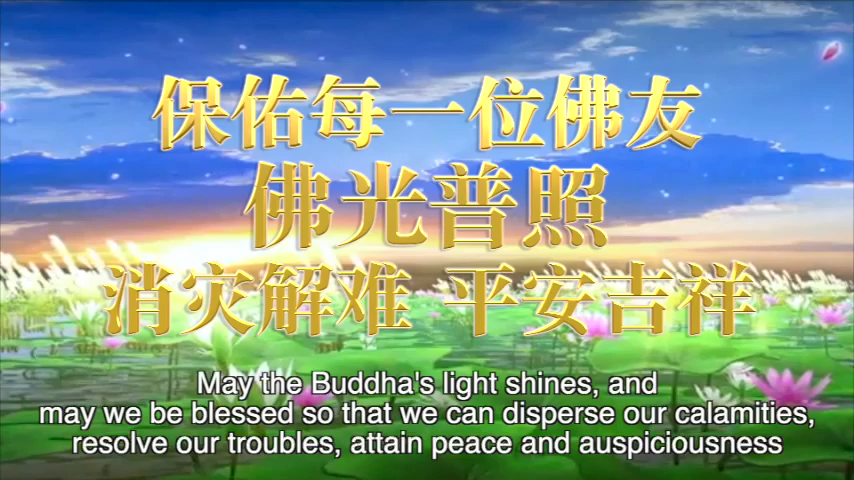 保佑每一位佛友
佛光普照
消灾解难 平安吉祥
May the Buddha's light shines, and
may we be blessed so that we can disperse our calamities,
resolve our troubles, attain peace and auspiciousness